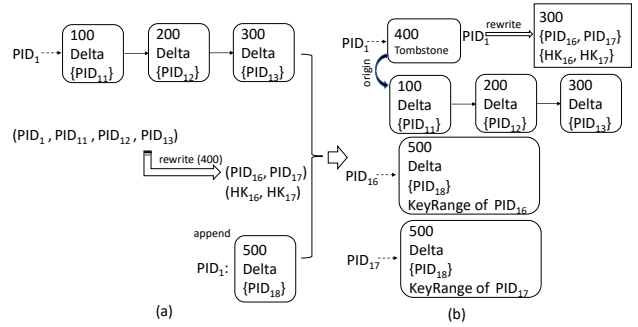 PID1
100
Delta
{PID11}
200
Delta
{PID12}
300
Delta
{PID13}
(PID1 , PID11 , PID12 , PID13)
rewrite (400)
(PID16, PID17)
(HK16, HK17)
append
PID1:
500
Delta
{PID18}
(a)
PID1
400
Tombstone
PID1
rewrite
300
{PID16, PID17}
{HK16, HK17}
origin
100
Delta
{PID11}
200
Delta
{PID12}
300
Delta
{PID13}
PID16
500
Delta
{PID18}
KeyRange of PID16
PID17
500
Delta
{PID18}
KeyRange of PID17
(b)